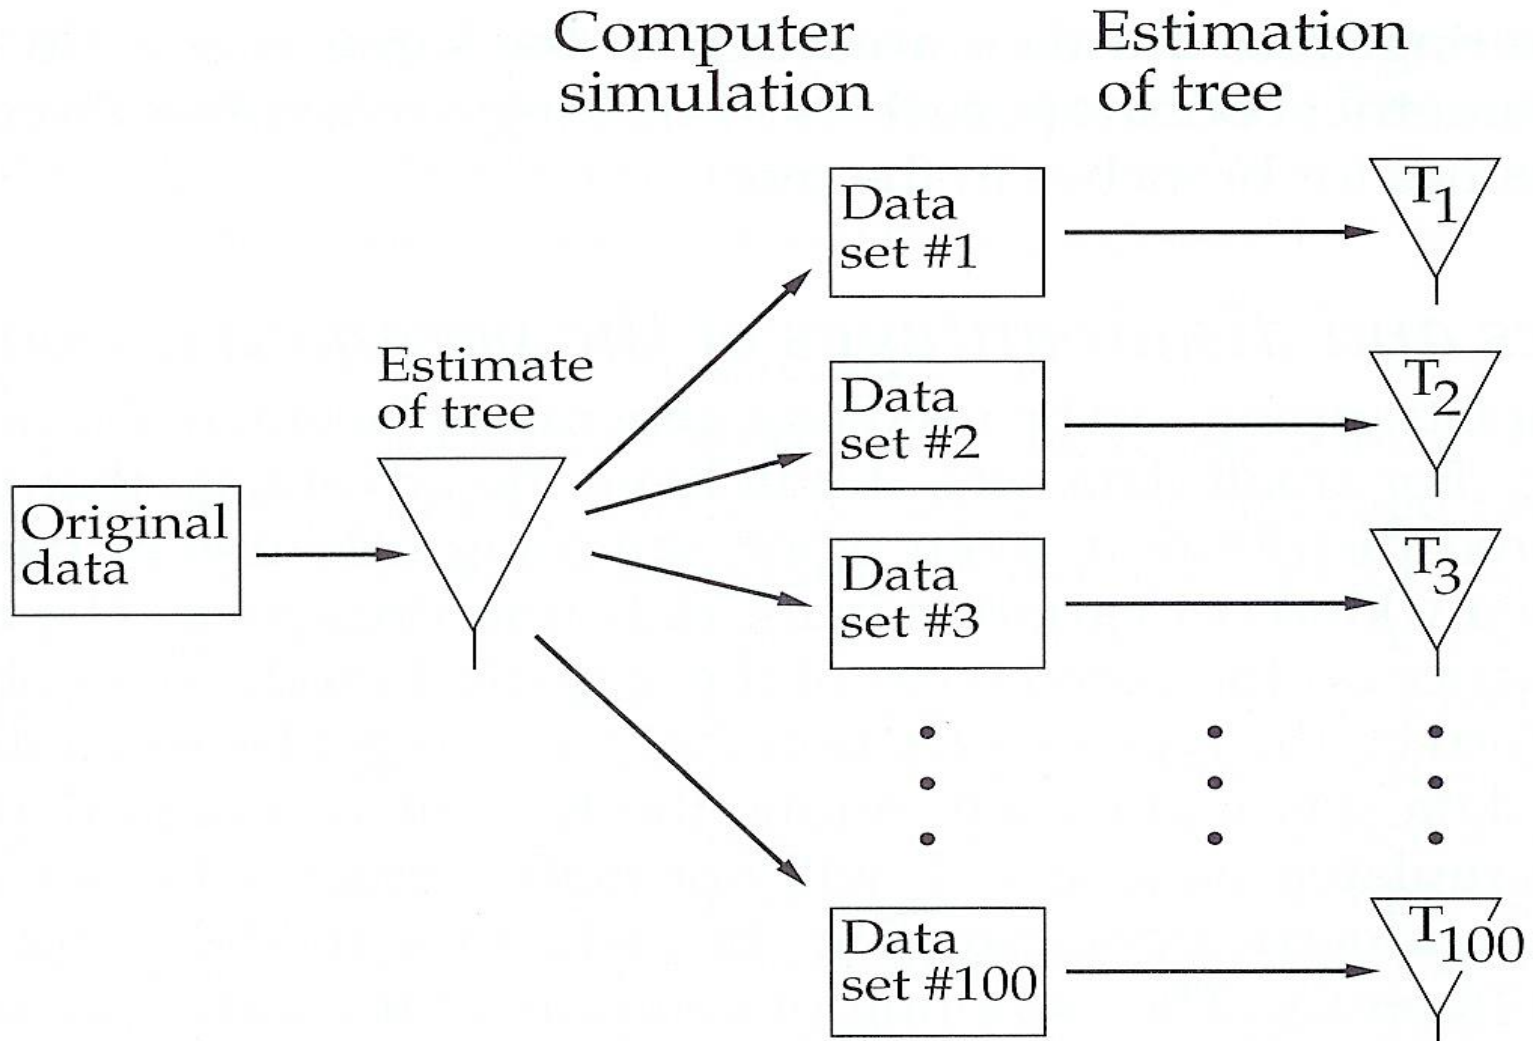 Computer
simulation
Estimation
of tree
Original
data
Estimate
of tree
Data
set #1
T1
Data
set #2
T2
Data
set #3
T3
Data
set #100
T100